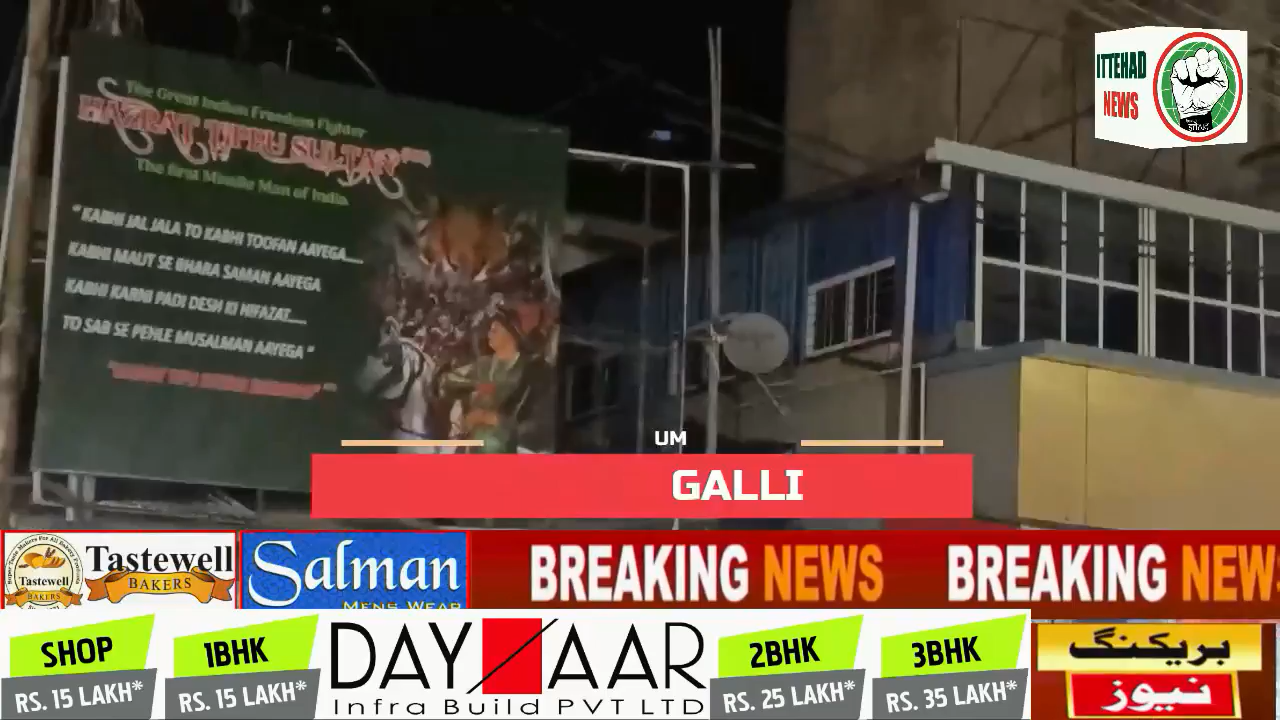 The Great Indian Freedom Fighter
HAZRAT TIPPU SULTAN
The first Missile Man of India
" KABHI JAL JALA TO KABHI TOOFAN AAYEGA....
KABHI MAUT SE BHARA SAMAN AAYEGA
KABHI KARNI PADI DESH KI HIFAZAT....
TO SAB SE PEHLE MUSALMAN AAYEGA "
ITTEHAD
NEWS
UM
GALLI
Tastewell
BAKERS
Tastewell
BAKERS
Salman
MENS WEAR
BREAKING NEWS
BREAKING NEWS
SHOP
RS. 15 LAKH*
1BHK
RS. 15 LAKH*
DAYAAR
Infra Build PVT LTD
2BHK
RS. 25 LAKH*
3BHK
RS. 35 LAKH*
بریکنگ
نیوز